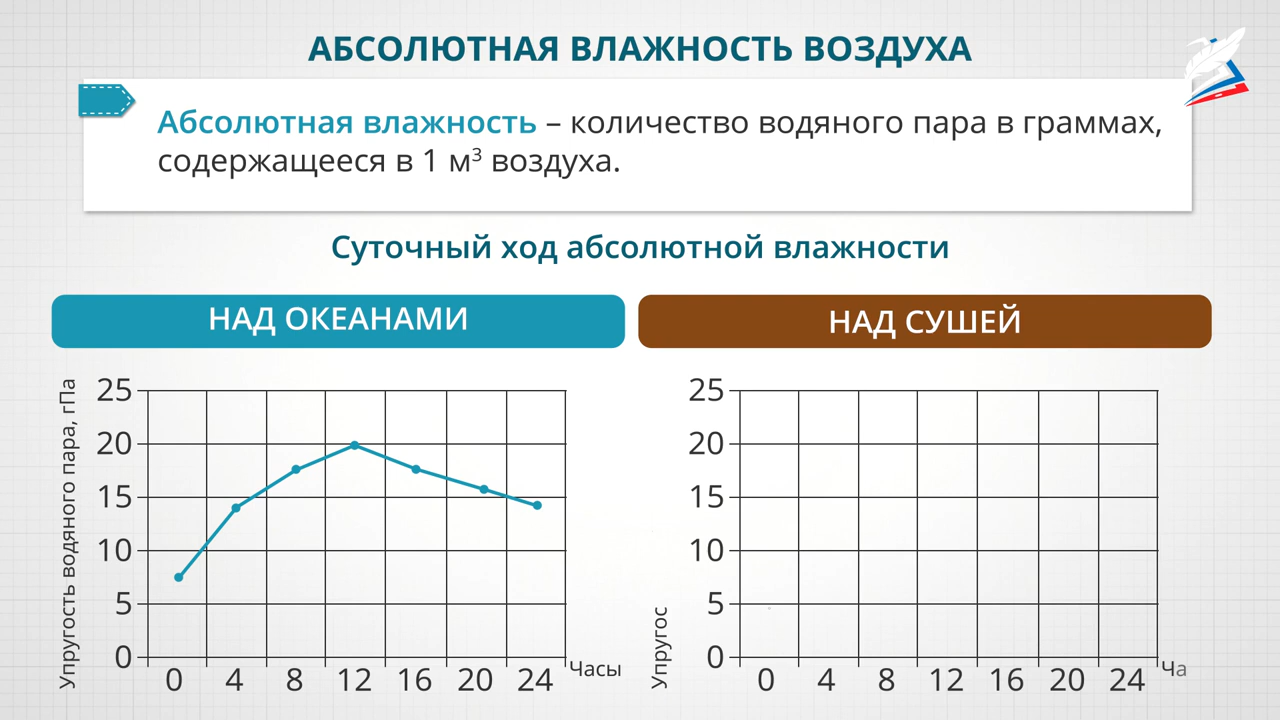 АБСОЛЮТНАЯ ВЛАЖНОСТЬ ВОЗДУХА
Абсолютная влажность – количество водяного пара в граммах,
содержащееся в 1 м³ воздуха.
Суточный ход абсолютной влажности
НАД ОКЕАНАМИ
Упругость водяного пара, гПа
25
20
15
10
5
0
0 4 8 12 16 20 24 Часы
НАД СУШЕЙ
Упругос
25
20
15
10
5
0
0 4 8 12 16 20 24 Ча